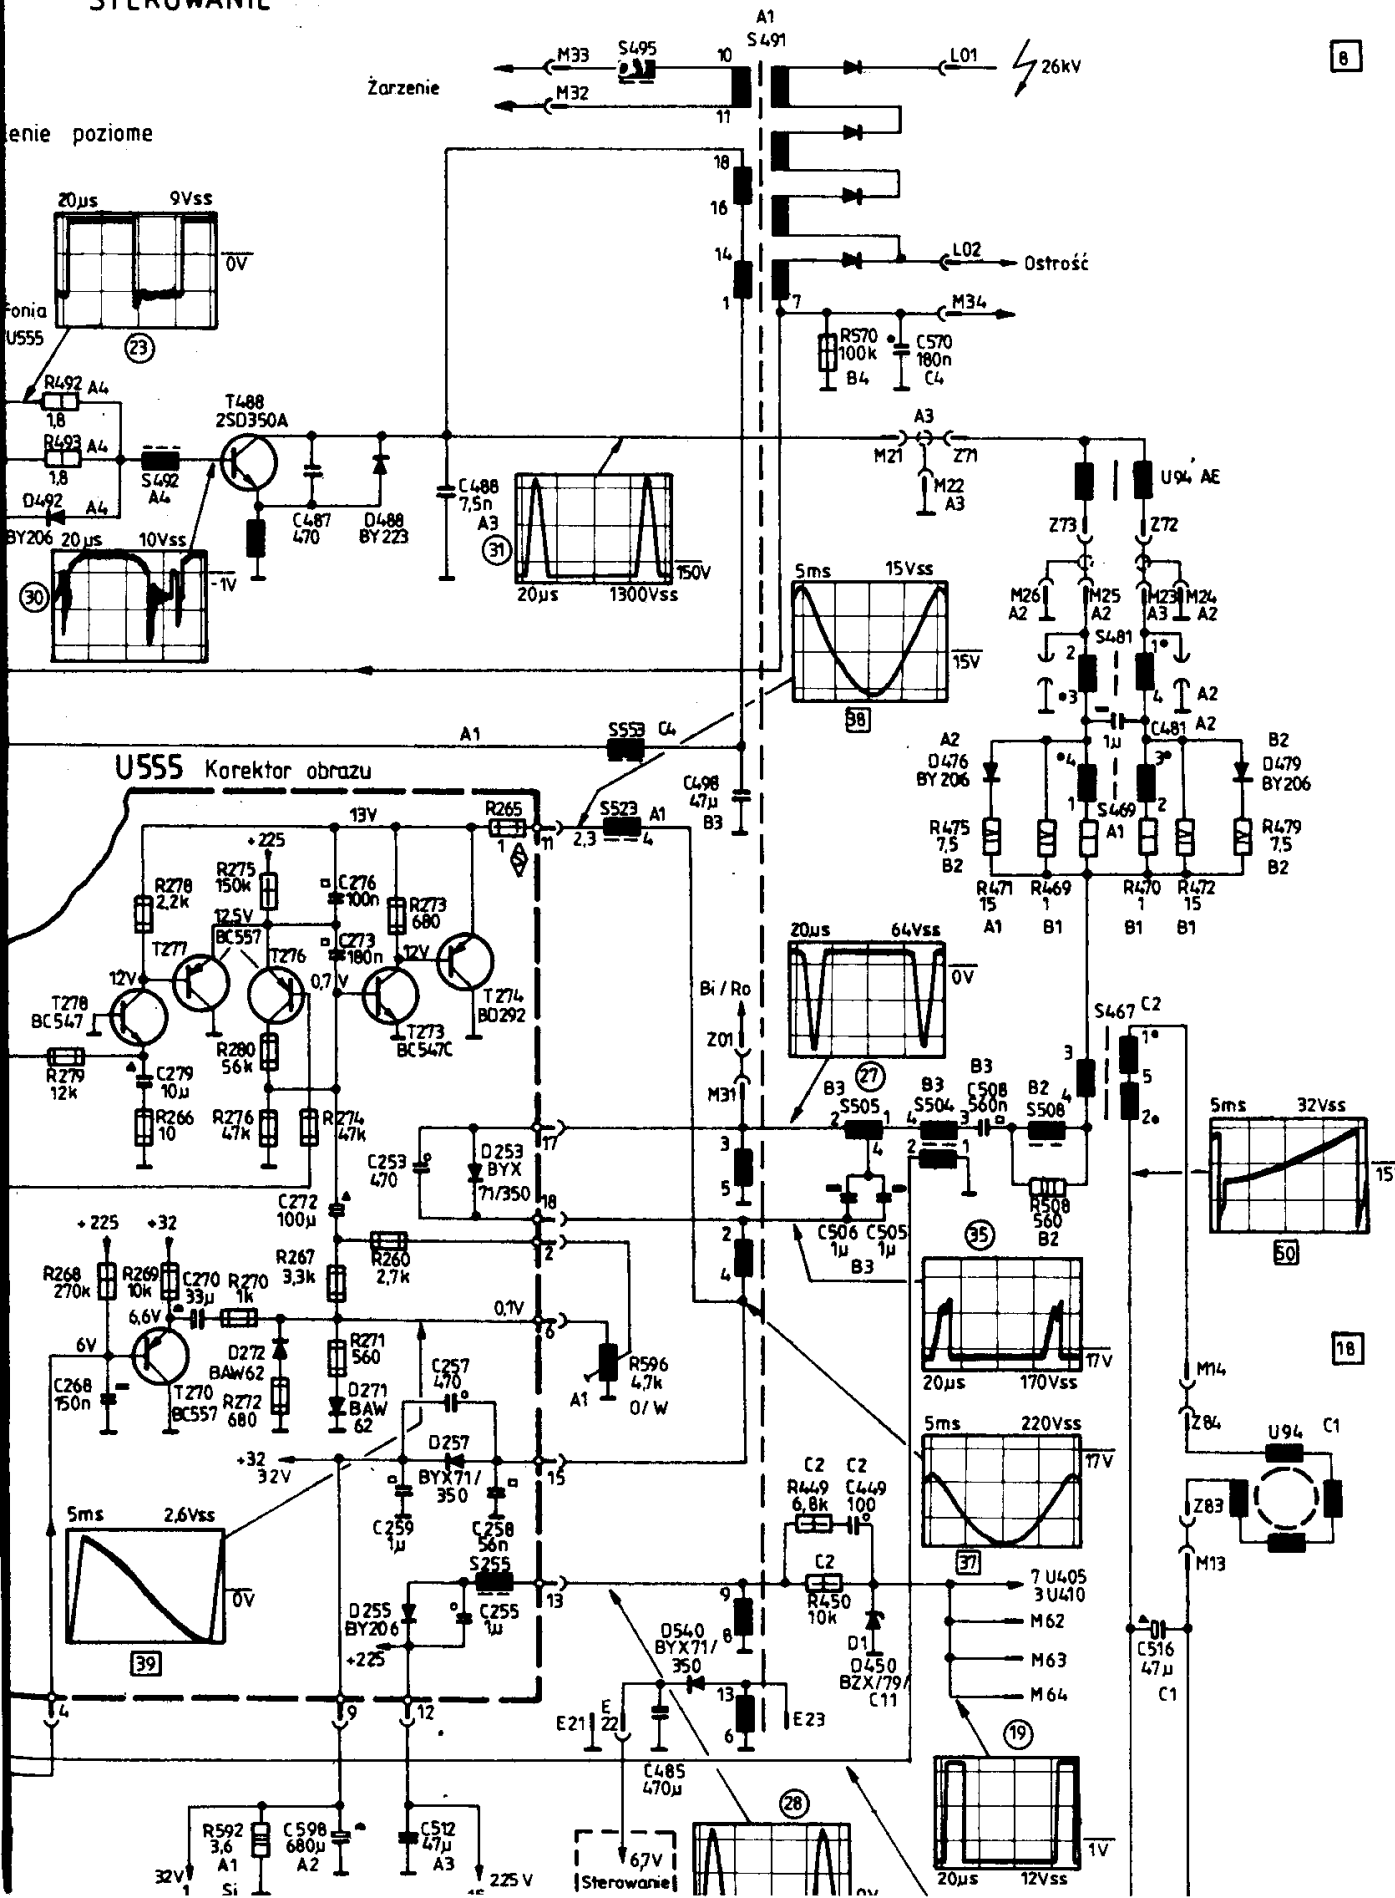 STEROWANIE
A1
S491
8
M33
S495
10
L01
26kV
Żarzenie
M32
11
enie poziome
18
16
20µs 9Vss
0V
14
L02
Ostrość
1
7
M34
fonia
U555
23
R570
100k
B4
C570
180n
C4
R492 A4
1,8
T488
2SD350A
R493 A4
1,8
S492
A4
D492 A4
BY206
A3
M21
Z71
M22
A3
U94 AE
C487
470
D488
BY223
C488
7,5n
A3
31
150V
20µs 1300Vss
20µs 10Vss
-1V
30
Z73
Z72
5ms 15Vss
15V
38
M26
A2
M25
A2
M23
A3
M24
A2
S481
2
1
3
4
A2
C481
1µ
A2
A1
S553 C4
U555 Korektor obrazu
C498
47µ
B3
A2
D476
BY206
4
3
B2
D479
BY206
1
S469
A1
2
R475
7,5
B2
R479
7,5
B2
R471
15
A1
R469
1
B1
R470
1
B1
R472
15
B1
13V
R265
1
11
2,3
S523
A1
4
+225
R278
2,2k
R275
150k
C276
100n
R273
680
12,5V
BC557
T277
T276
C273
180n
12V
12V
0,7V
T278
BC547
T274
BD292
T273
BC547C
20µs 64Vss
0V
27
Bi/Ro
Z01
M31
S467
C2
3
4
1
5
2
R279
12k
C279
10µ
R266
10
R280
56k
R276
47k
R274
47k
B3
S505
2
1
4
B3
S504
4
3
2
1
B3
C508
560n
B2
S508
R508
560
B2
5ms 32Vss
15
50
17
C253
470
D253
BYX
71/350
18
3
5
C506
1µ
C505
1µ
B3
C272
100µ
+225
+32
2
2
4
35
17V
20µs 170Vss
R268
270k
R269
10k
C270
33µ
R270
1k
R267
3,3k
R260
2,7k
6,6V
0,1V
6
6V
T270
BC557
C268
150n
D272
BAW62
R272
680
R271
560
D271
BAW
62
C257
470
R596
4,7k
A1
O/W
18
M14
Z84
U94
C1
Z83
M13
5ms 220Vss
17V
37
+32
32V
D257
BYX71/
350
15
C259
1µ
C258
56n
C2
R449
6,8k
C2
C449
100
5ms 2,6Vss
0V
39
S255
13
D255
BY206
C255
1µ
+225
9
8
C2
R450
10k
7 U405
3 U410
M62
M63
M64
D1
D450
BZX/79/
C11
D540
BYX71/
350
C516
47µ
C1
4
9
12
E21
E
22
13
6
E23
C485
470µ
19
1V
20µs 12Vss
28
R592
3,6
A1
C598
680µ
A2
C512
47µ
A3
32V
1
Si
225V
6,7V
Sterowanie
0V